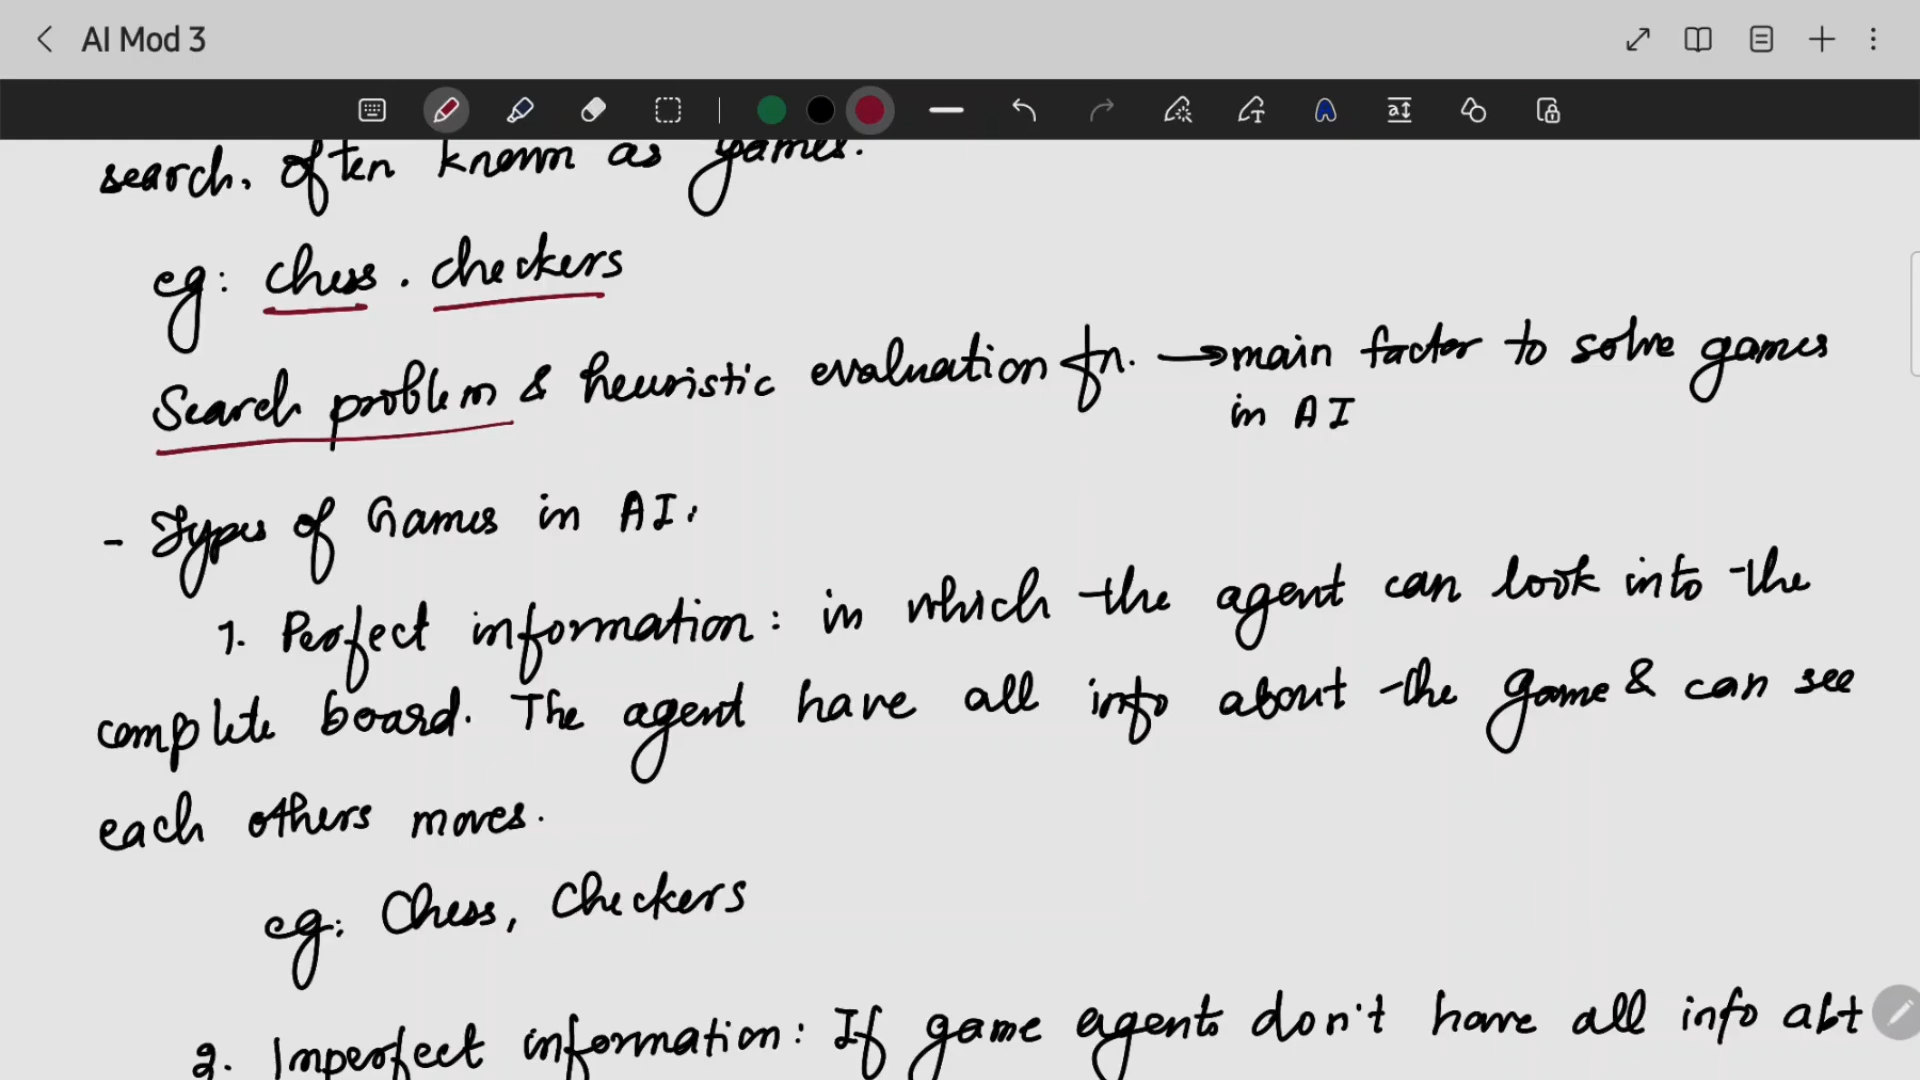 AI Mod 3
search. often known as games.
eg: chess. checkers
Search problem & heuristic evaluation fn. → main factor to solve games
in AI
- Types of Games in AI.
1. Perfect information: in which the agent can look into the
complete board. The agent have all info about the game & can see
each others moves.
eg: Chess, Checkers
2. Imperfect information: If game agents don't have all info abt